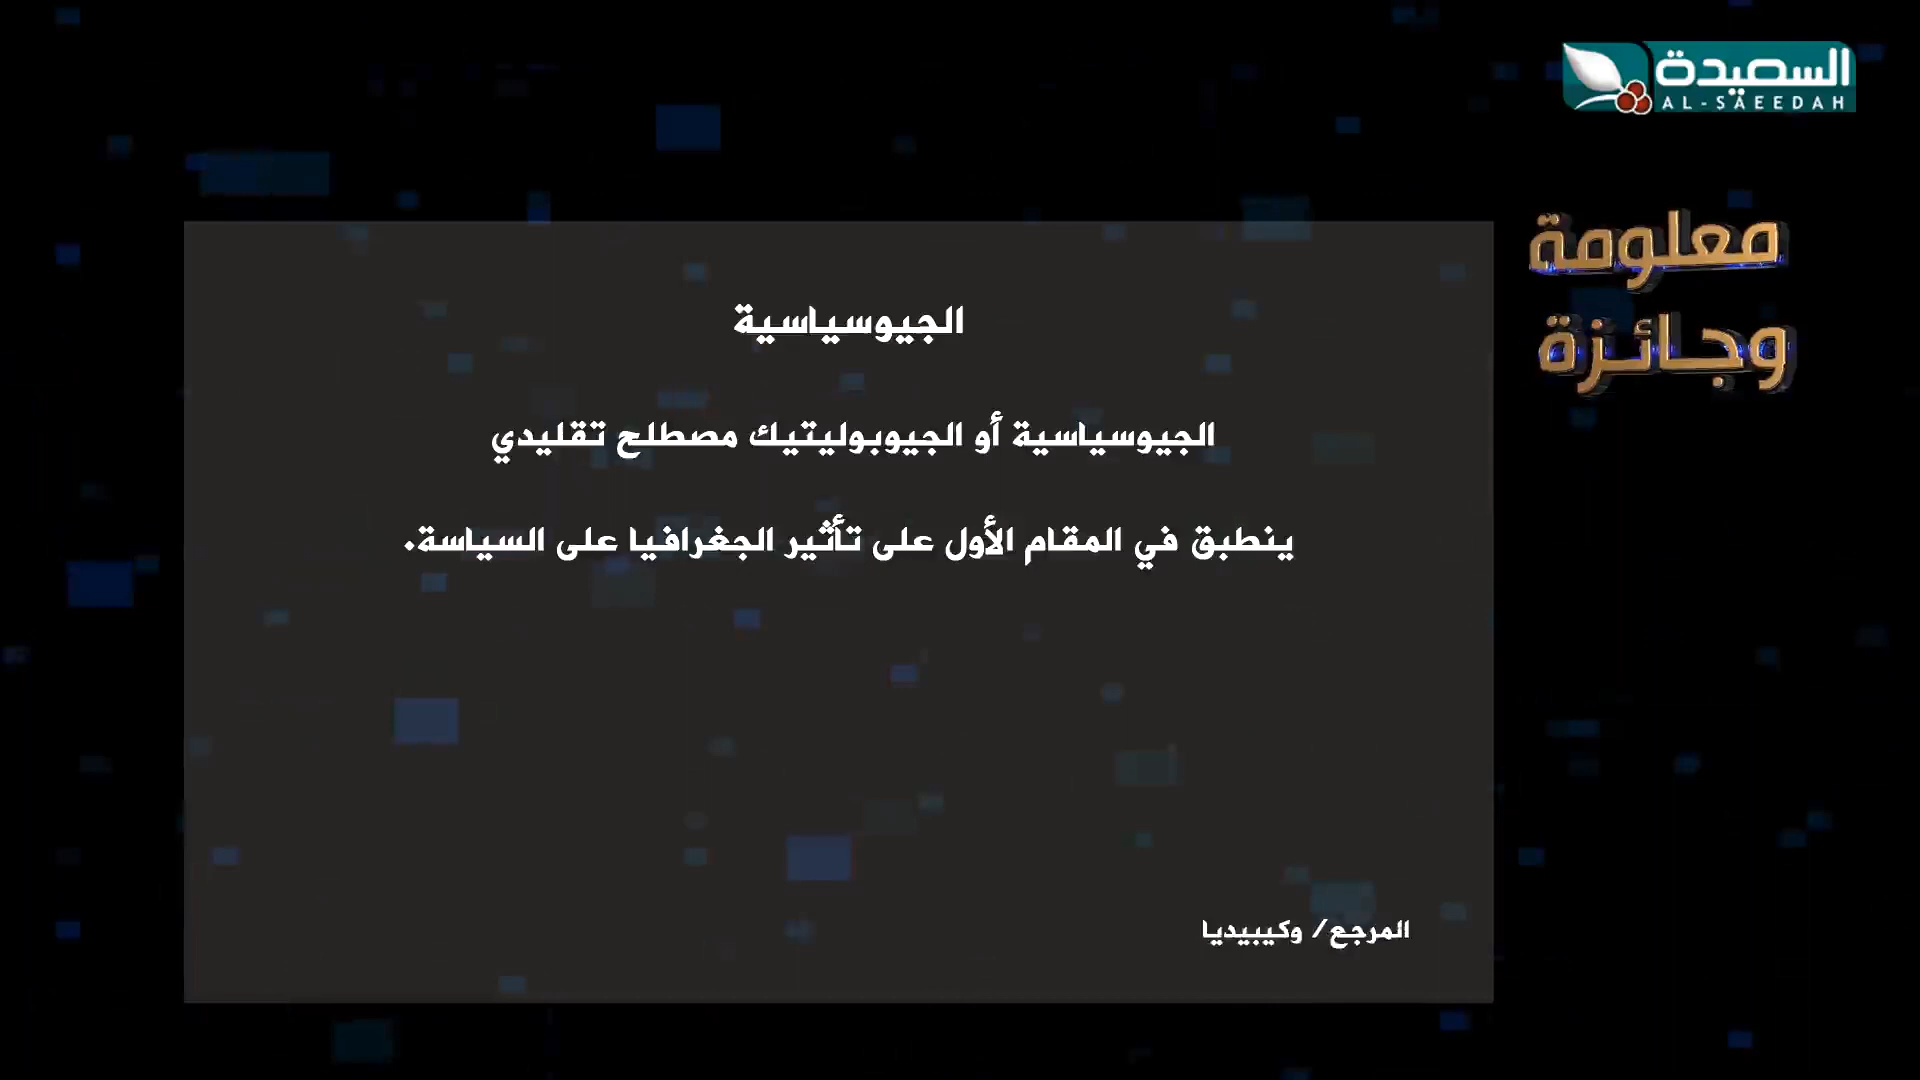 السعيدة
AL-SAEEDAH
معلومة
وجائزة
الجيوسياسية
الجيوسياسية أو الجيوبوليتيك مصطلح تقليدي
ينطبق في المقام الأول على تأثير الجغرافيا على السياسة.
المرجع/ وكيبيديا